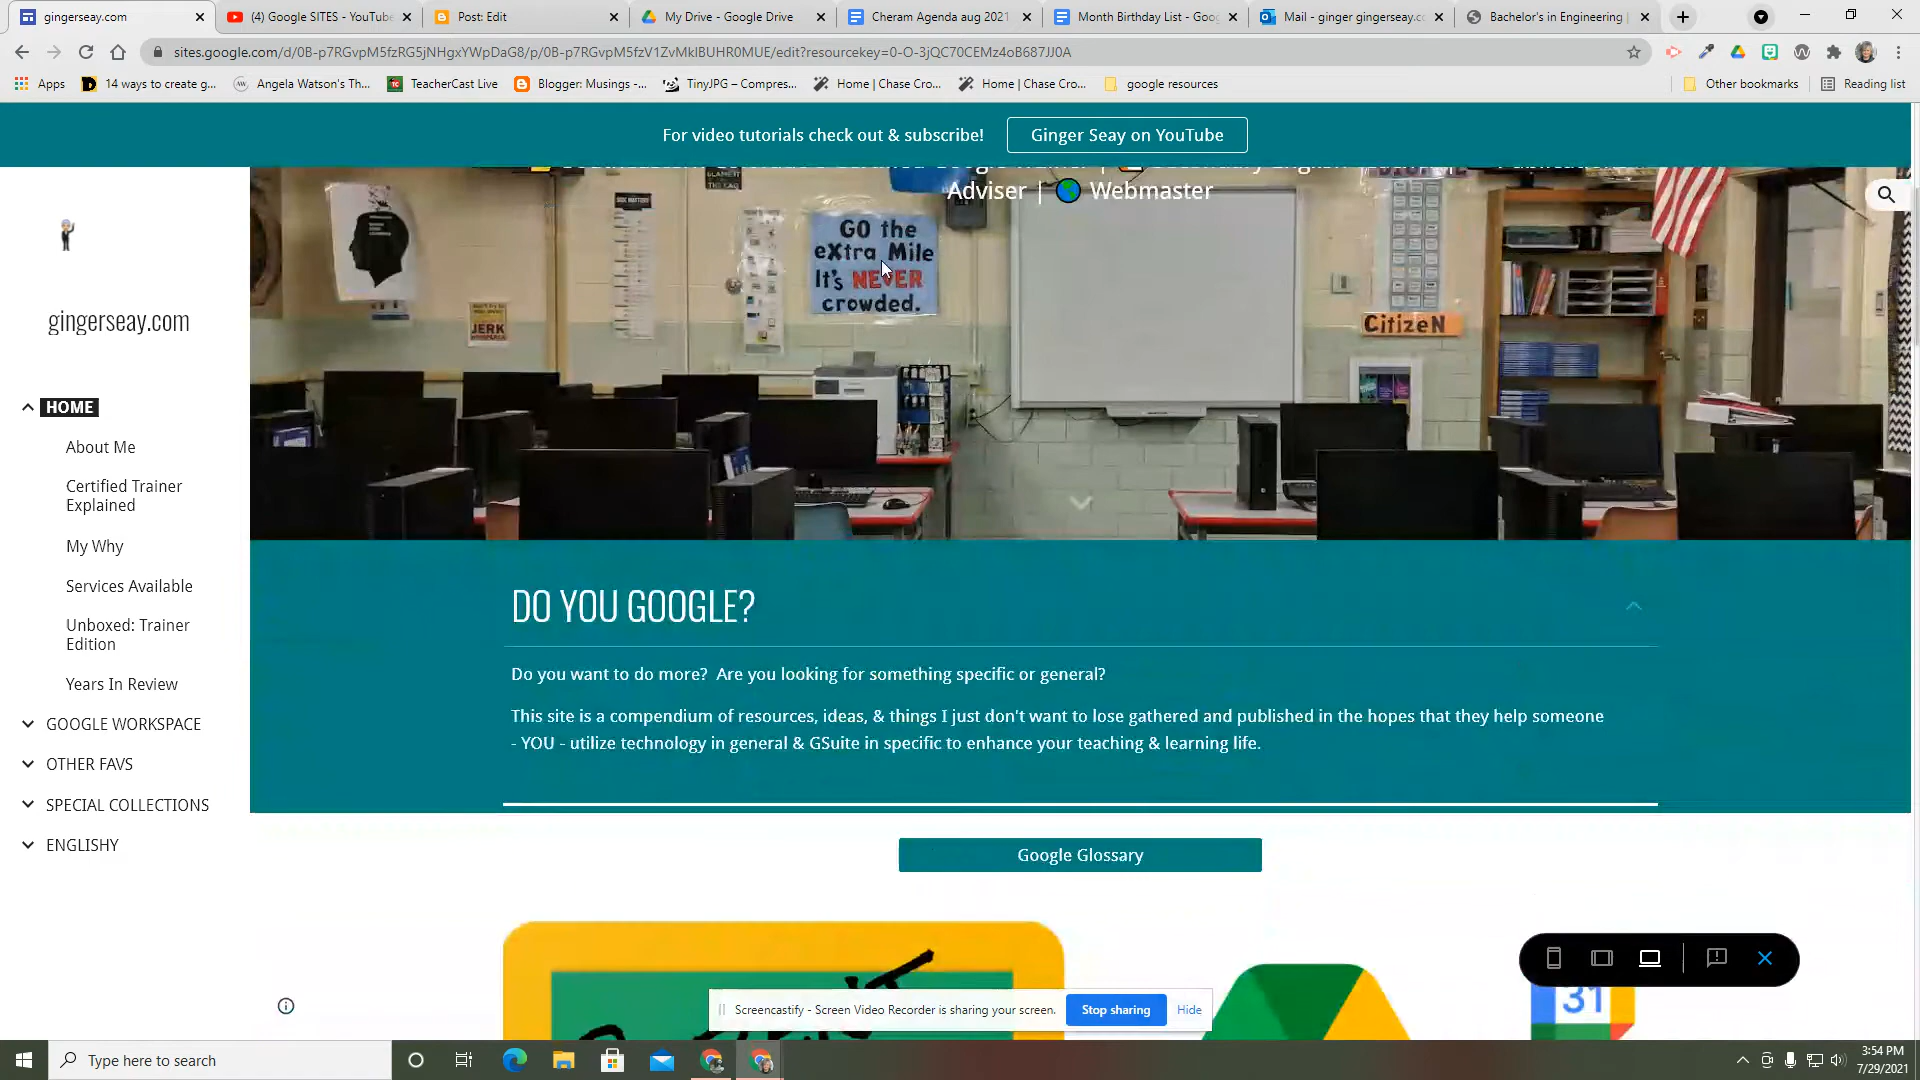 gingerseay.com
(4) Google SITES - YouTube
Post: Edit
My Drive - Google Drive
Cheram Agenda aug 2021
Month Birthday List - Goog
Mail - ginger gingerseay.co
Bachelor's in Engineering |
sites.google.com/d/0B-p7RGvpM5fzRG5jNHgxYWpDaG8/p/0B-p7RGvpM5fzV1ZvMklBUHR0MUE/edit?resourcekey=0-O-3jQC70CEMz4oB687JJ0A
Apps
14 ways to create g...
Angela Watson's Th...
TeacherCast Live
Blogger: Musings -...
TinyJPG – Compres...
Home | Chase Cro...
Home | Chase Cro...
google resources
Other bookmarks
Reading list
For video tutorials check out & subscribe!
Ginger Seay on YouTube
Adviser | 🌎 Webmaster
GO the
eXtra Mile
It's NEVER
crowded.
JERK
CitizeN
gingerseay.com
HOME
About Me
Certified Trainer
Explained
My Why
Services Available
Unboxed: Trainer
Edition
Years In Review
GOOGLE WORKSPACE
OTHER FAVS
SPECIAL COLLECTIONS
ENGLISHY
DO YOU GOOGLE?
Do you want to do more? Are you looking for something specific or general?
This site is a compendium of resources, ideas, & things I just don't want to lose gathered and published in the hopes that they help someone
- YOU - utilize technology in general & GSuite in specific to enhance your teaching & learning life.
Google Glossary
31
Screencastify - Screen Video Recorder is sharing your screen.
Stop sharing
Hide
Type here to search
3:54 PM
7/29/2021